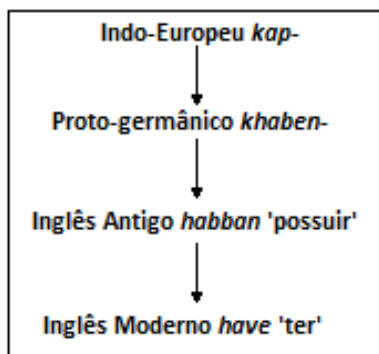 Indo-Europeu kap-
Proto-germânico khaben-
Inglês Antigo habban 'possuir'
Inglês Moderno have 'ter'